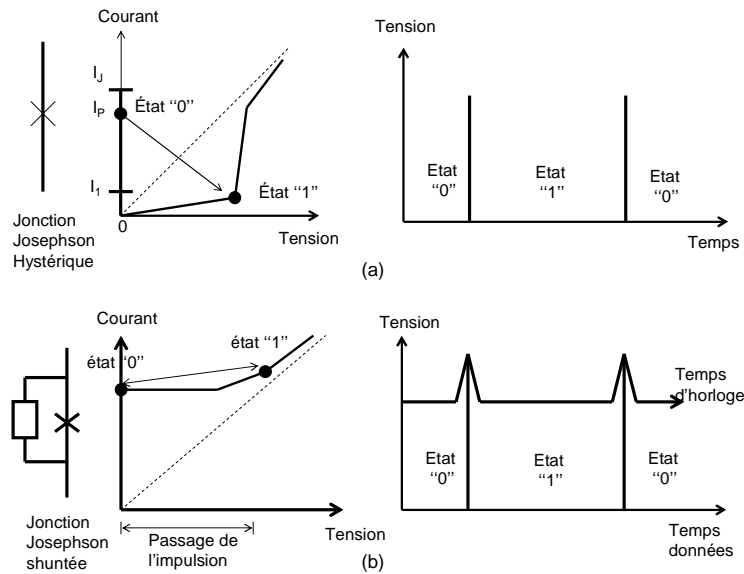 Courant
I_J
I_P
État “0”
I_1
État “1”
0
Tension
Jonction
Josephson
Hystérique
Tension
Etat
“0”
Etat
“1”
Etat
“0”
Temps
(a)
Courant
état “0”
état “1”
Tension
Passage de
l’impulsion
Jonction
Josephson
shuntée
Tension
Temps
d’horloge
Etat
“0”
Etat
“1”
Etat
“0”
Temps
données
(b)